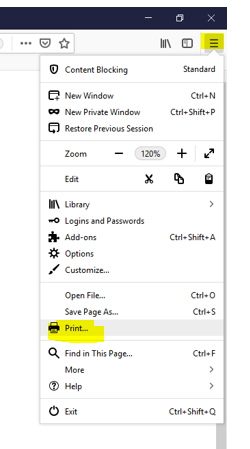 Content Blocking Standard
New Window Ctrl+N
New Private Window Ctrl+Shift+P
Restore Previous Session
Zoom 120%
Edit
Library
Logins and Passwords
Add-ons Ctrl+Shift+A
Options
Customize...
Open File... Ctrl+O
Save Page As... Ctrl+S
Print...
Find in This Page... Ctrl+F
More
Help
Exit Ctrl+Shift+Q